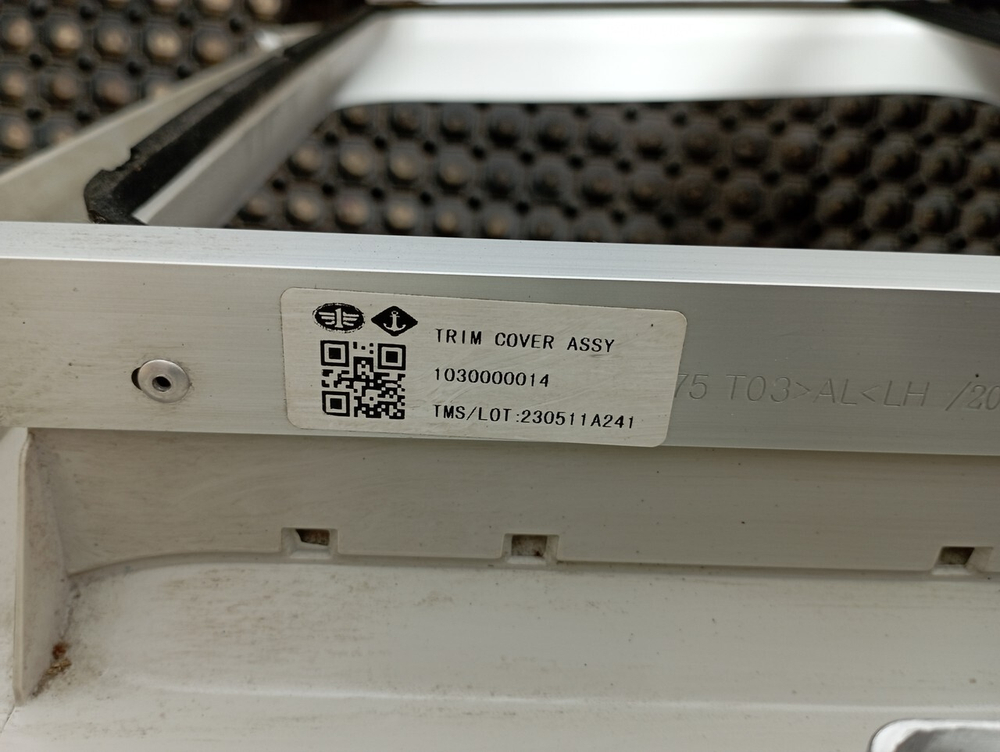 TRIM COVER ASSY
1030000014
TMS/LOT:230511A241
75 T03>AL<LH /20